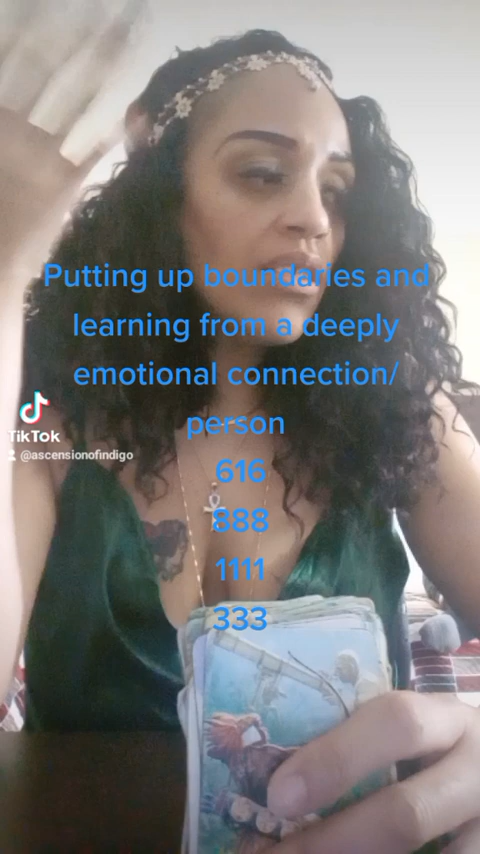 Putting up boundaries and
learning from a deeply
emotional connection/
person
TikTok
@ascensionofindigo
616
888
1111
333